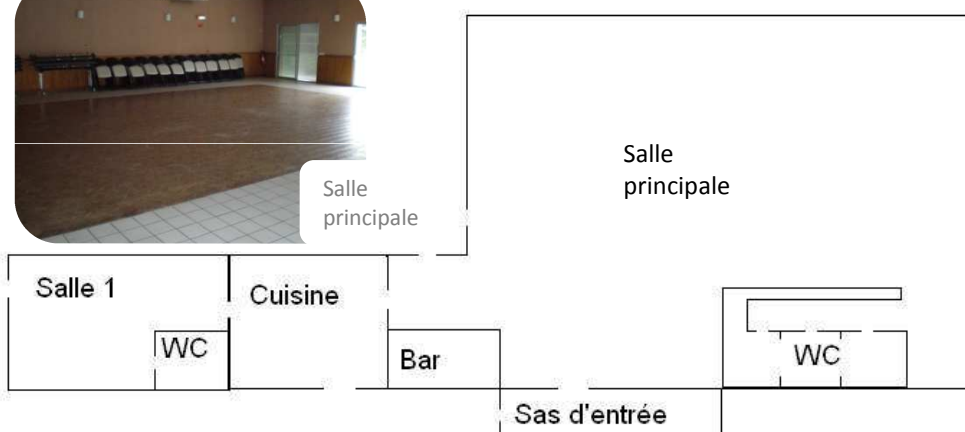 Salle
principale
Salle
principale
Salle 1
Cuisine
WC
Bar
WC
Sas d'entrée